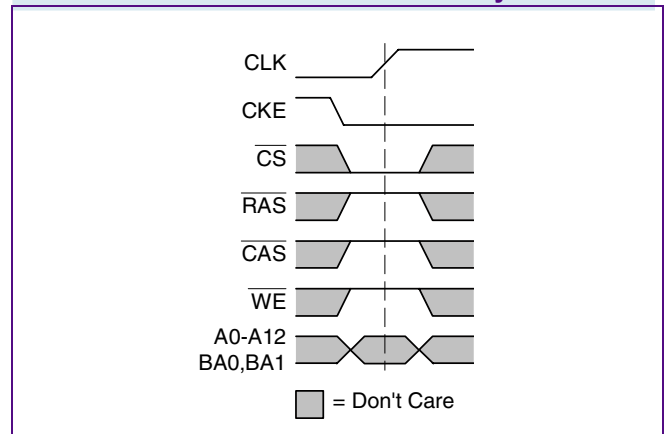 CLK
CKE
CS
RAS
CAS
WE
A0-A12
BA0,BA1
= Don't Care